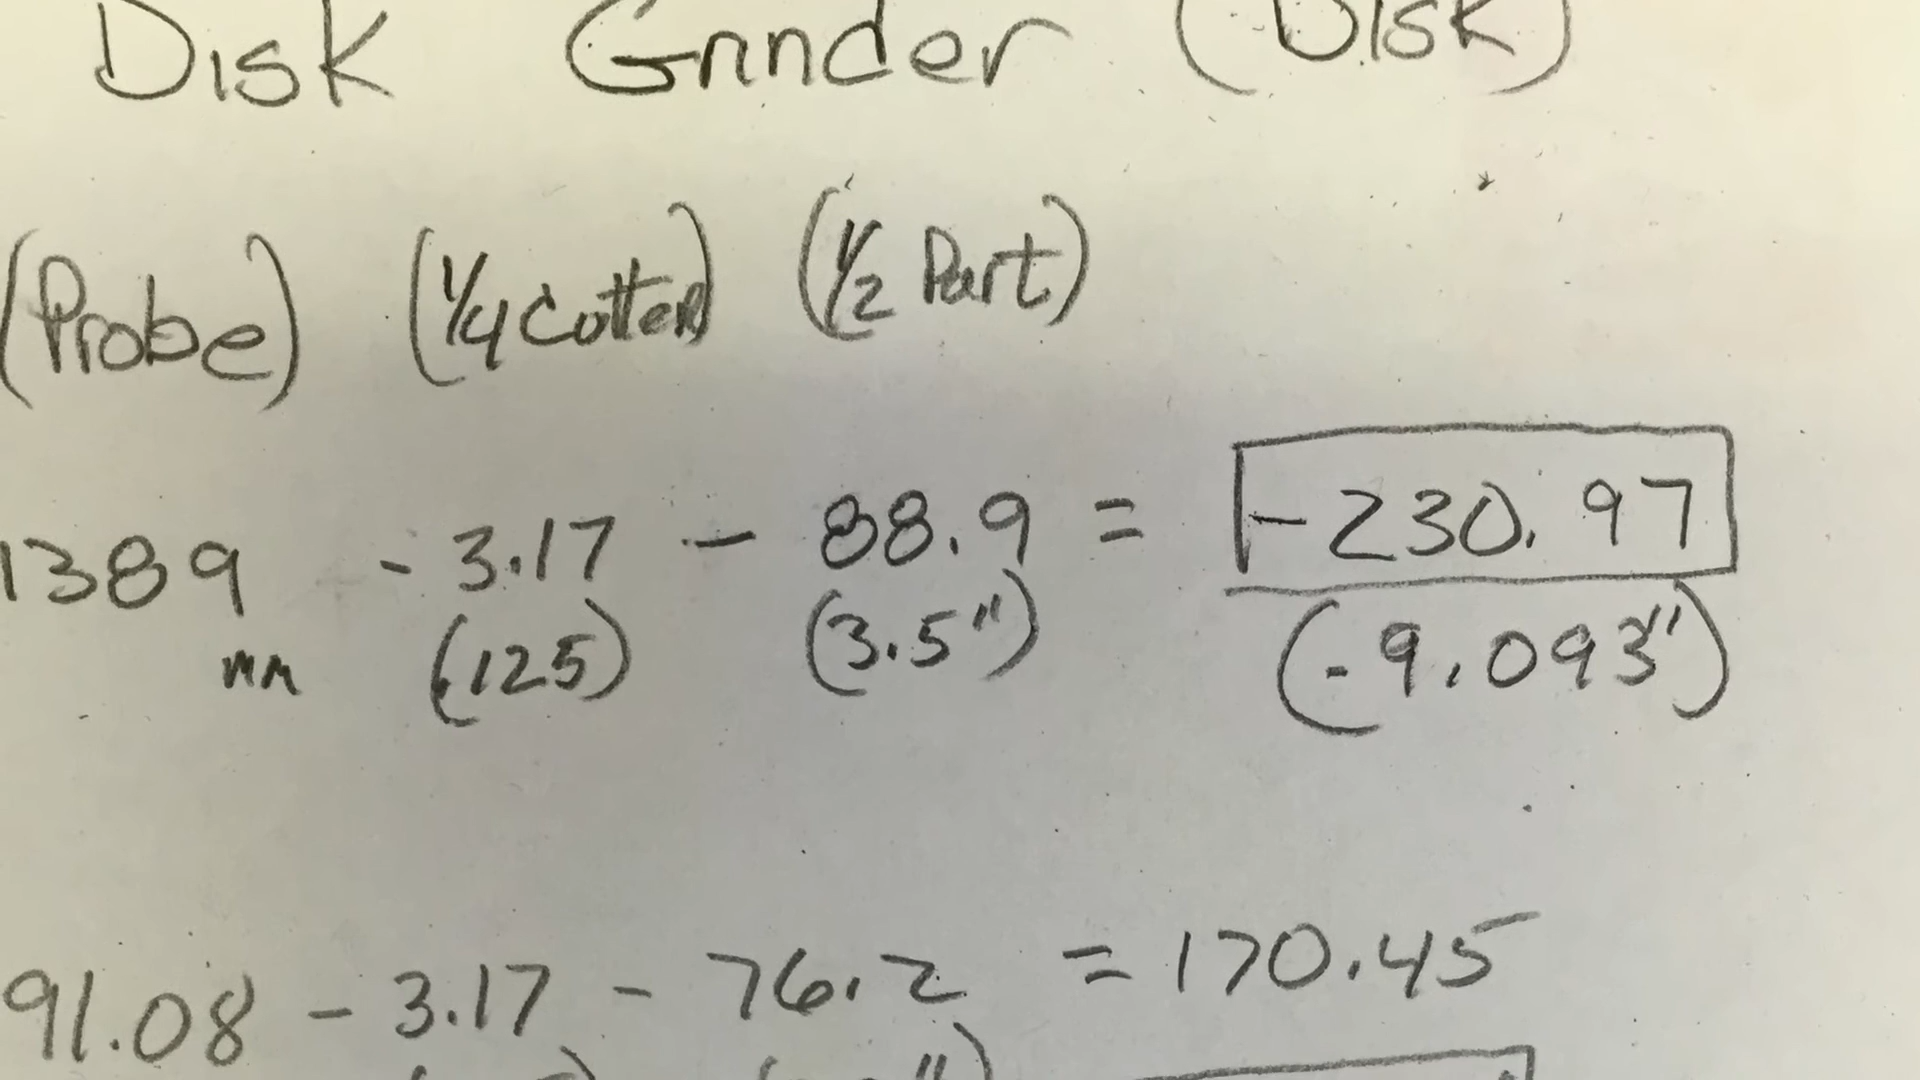 Disk Grinder (Disk)
(Probe) (1/4 cutter) (1/2 Part)
1389 - 3.17 - 88.9 = -230.97
mm (.125) (3.5") (-9.093")
91.08 - 3.17 - 76.2 = 170.45